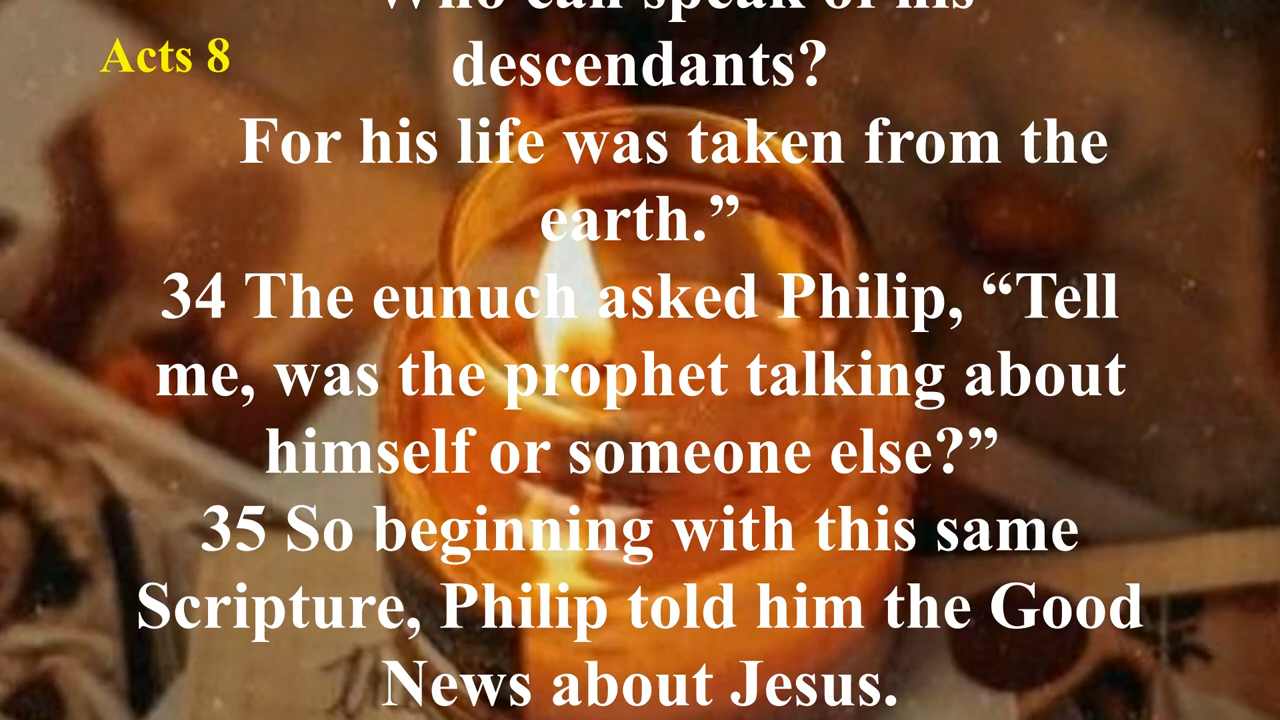 Who can speak of his
Acts 8
descendants?
For his life was taken from the
earth.”
34 The eunuch asked Philip, “Tell
me, was the prophet talking about
himself or someone else?”
35 So beginning with this same
Scripture, Philip told him the Good
News about Jesus.